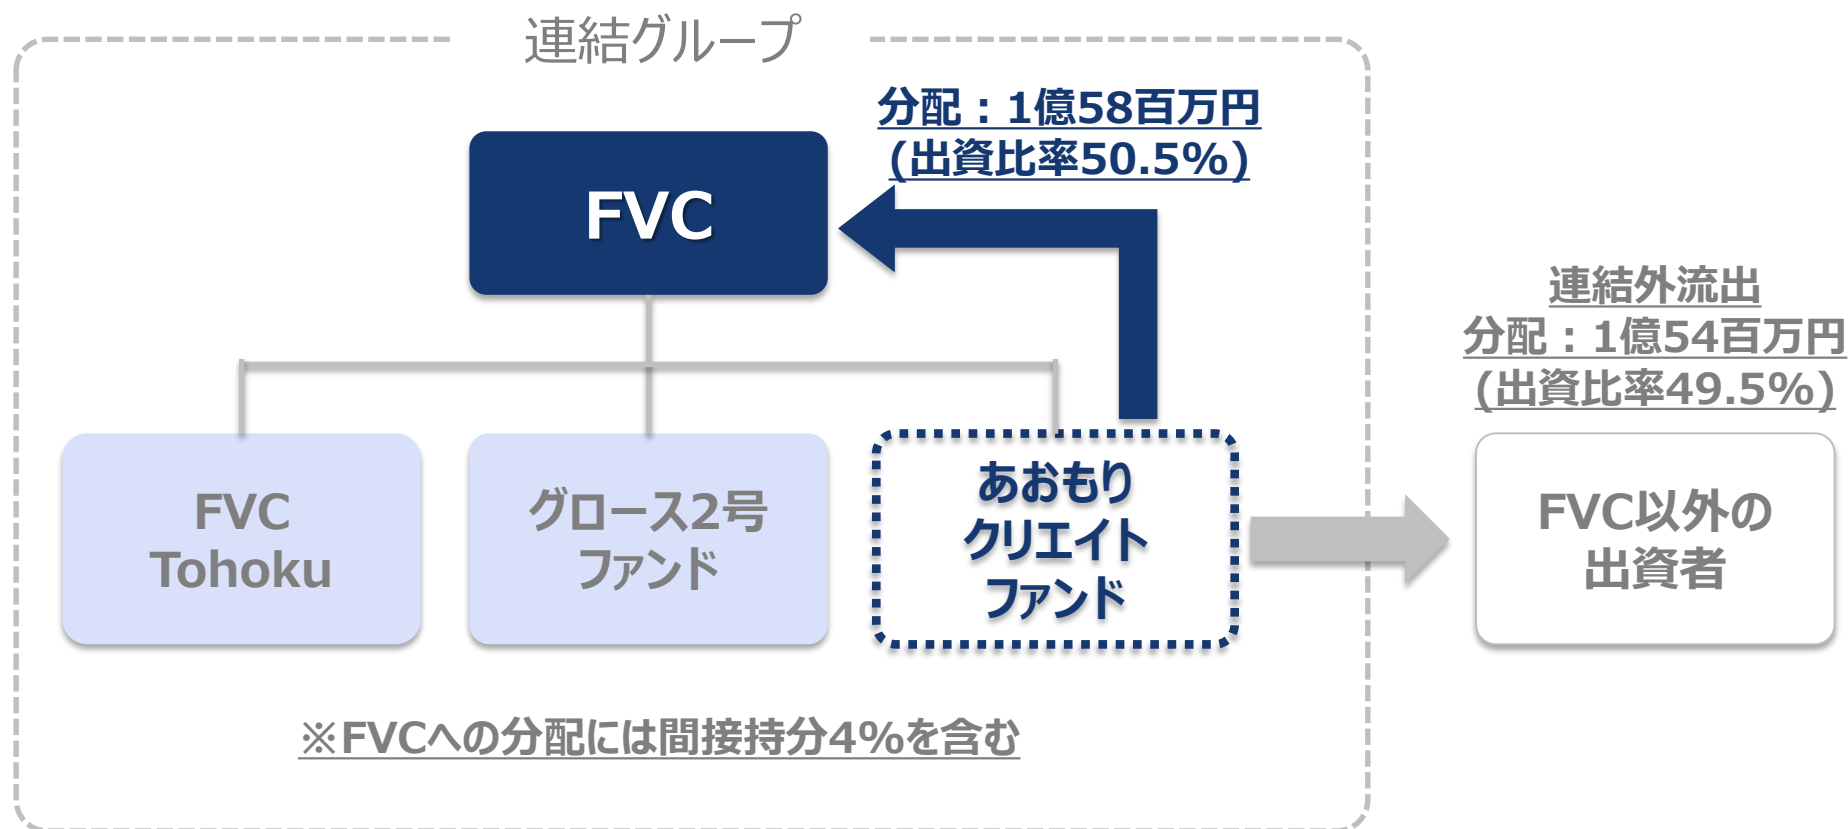 連結グループ
分配：1億58百万円
(出資比率50.5%)
FVC
連結外流出
分配：1億54百万円
(出資比率49.5%)
FVC
Tohoku
グロース2号
ファンド
あおもり
クリエイト
ファンド
FVC以外の
出資者
※FVCへの分配には間接持分4%を含む